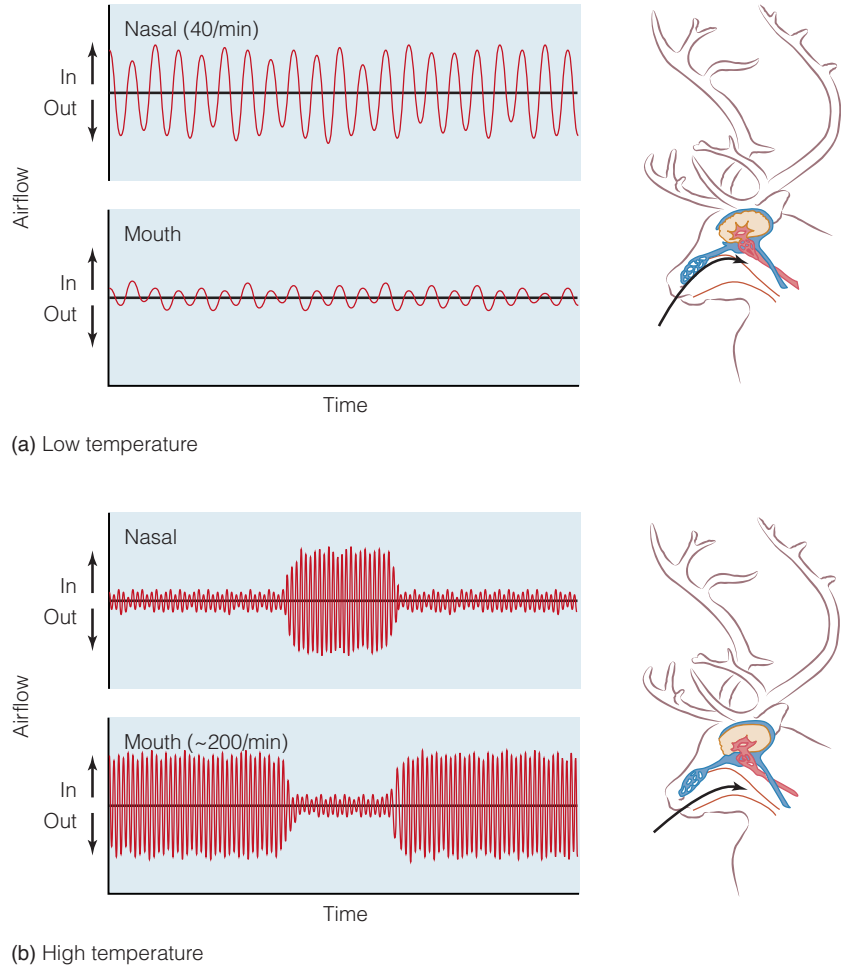 Nasal (40/min)
In
Out
Airflow
Mouth
In
Out
Time
(a) Low temperature
Nasal
In
Out
Airflow
Mouth (~200/min)
In
Out
Time
(b) High temperature